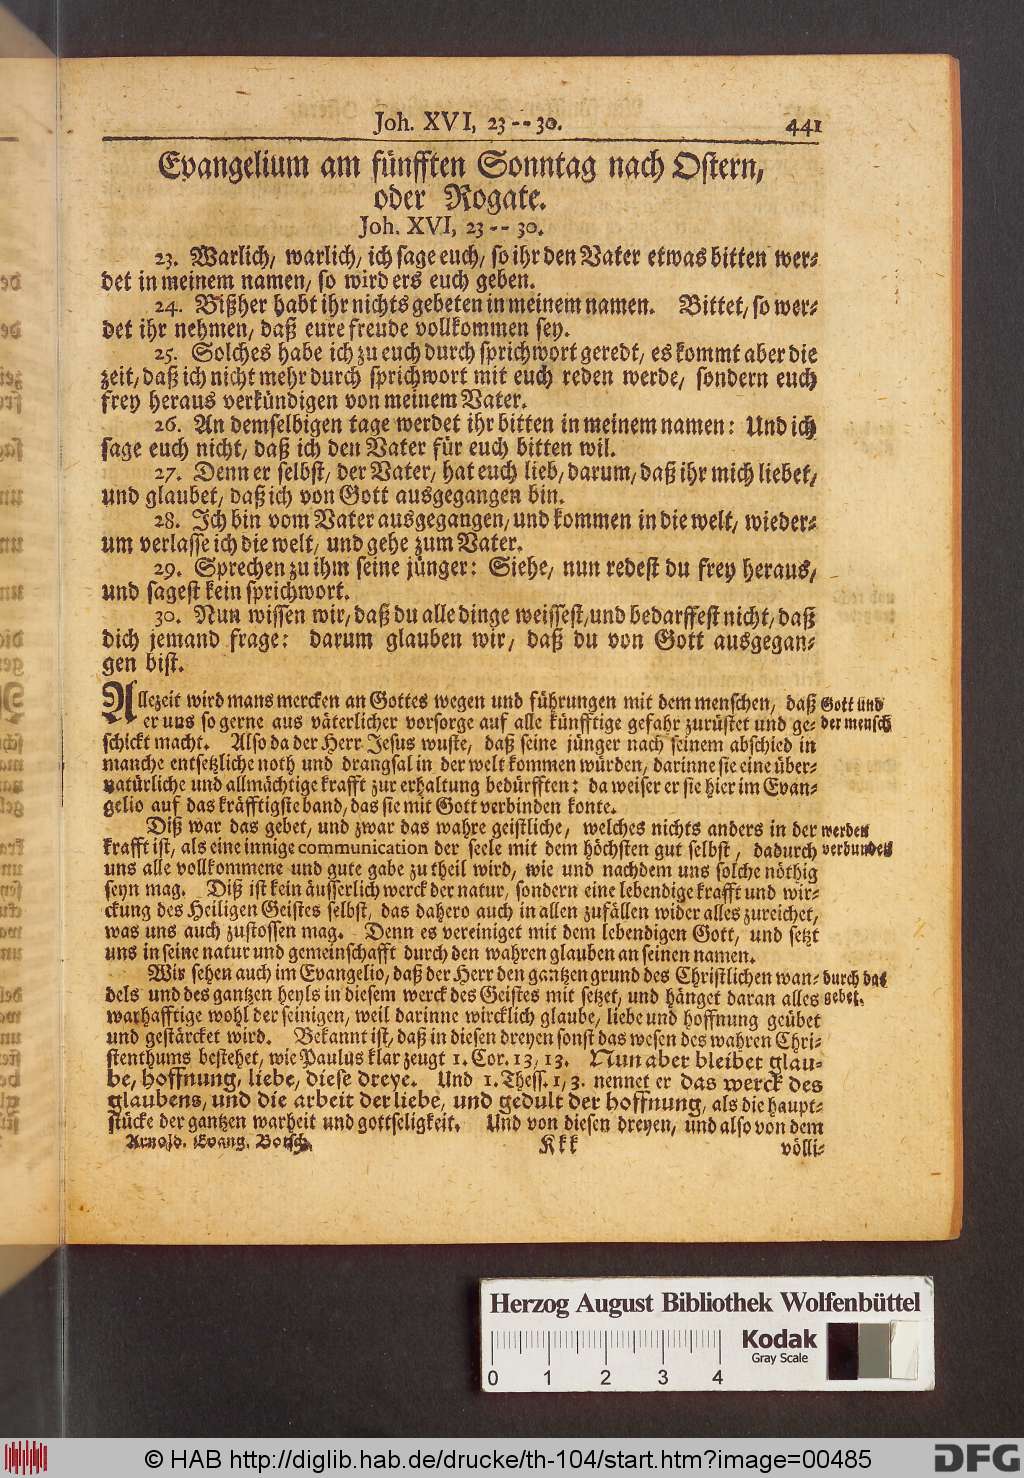 Joh. XVI, 23 -- 30. 441
Evangelium am fünfften Sonntag nach Ostern,
oder Rogate.
Joh. XVI, 23 -- 30.
23. Warlich, warlich, ich sage euch, so ihr den Vater etwas bitten wer-
det in meinem namen, so wird ers euch geben.
24. Bißher habt ihr nichts gebeten in meinem namen. Bittet, so wer-
det ihr nehmen, daß eure freude vollkommen sey.
25. Solches habe ich zu euch durch sprichwort geredt, es kommt aber die
zeit, daß ich nicht mehr durch sprichwort mit euch reden werde, sondern euch
frey heraus verkündigen von meinem Vater.
26. An demselbigen tage werdet ihr bitten in meinem namen: Und ich
sage euch nicht, daß ich den Vater für euch bitten wil.
27. Denn er selbst, der Vater, hat euch lieb, darum, daß ihr mich liebet,
und glaubet, daß ich von Gott ausgegangen bin.
28. Ich bin vom Vater ausgegangen, und kommen in die welt, wieder-
um verlasse ich die welt, und gehe zum Vater.
29. Sprechen zu ihm seine jünger: Siehe, nun redest du frey heraus,
und sagest kein sprichwort.
30. Nun wissen wir, daß du alle dinge weissest, und bedarffest nicht, daß
dich jemand frage: darum glauben wir, daß du von Gott ausgegan-
gen bist.
Allezeit wird mans mercken an Gottes wegen und führungen mit dem menschen, daß Gott und
er uns so gerne aus väterlicher vorsorge auf alle künfftige gefahr zurüstet und ge- der mensch
schickt macht. Also da der Herr Jesus wuste, daß seine jünger nach seinem abschied in
manche entsetzliche noth und drangsal in der welt kommen würden, darinne sie eine über-
natürliche und allmächtige krafft zur erhaltung bedürfften: da weiser er sie hier im Evan-
gelio auf das kräfftigste band, das sie mit Gott verbinden konte.
Diß war das gebet, und zwar das wahre geistliche, welches nichts anders in der werden
krafft ist, als eine innige communication der seele mit dem höchsten gut selbst, dadurch verbunden
uns alle vollkommene und gute gabe zu theil wird, wie und nachdem uns solche nöthig
seyn mag. Diß ist kein äusserlich werck der natur, sondern eine lebendige krafft und wir-
ckung des Heiligen Geistes selbst, das dahero auch in allen zufällen wider alles zureichet,
was uns auch zustossen mag. Denn es vereiniget mit dem lebendigen Gott, und setzt
uns in seine natur und gemeinschafft durch den wahren glauben an seinen namen.
Wir sehen auch im Evangelio, daß der Herr den gantzen grund des Christlichen wan- durch das
dels und des gantzen heyls in diesem werck des Geistes mit setzet, und hänget daran alles gebet.
warhafftige wohl der seinigen, weil darinne wircklich glaube, liebe und hoffnung geübet
und gestärcket wird. Bekannt ist, daß in diesen dreyen sonst das wesen des wahren Chri-
stenthums bestehet, wie Paulus klar zeugt 1. Cor. 13, 13. Nun aber bleibet glau-
be, hoffnung, liebe, diese dreye. Und 1. Thess. 1, 3. nennet er das werck des
glaubens, und die arbeit der liebe, und gedult der hoffnung, als die haupt-
stücke der gantzen warheit und gottseligkeit. Und von diesen dreyen, und also von dem
Arnold. Evang. Botsch. Kkk völli-
Herzog August Bibliothek Wolfenbüttel
Kodak
Gray Scale
0 1 2 3 4
© HAB http://diglib.hab.de/drucke/th-104/start.htm?image=00485
DFG